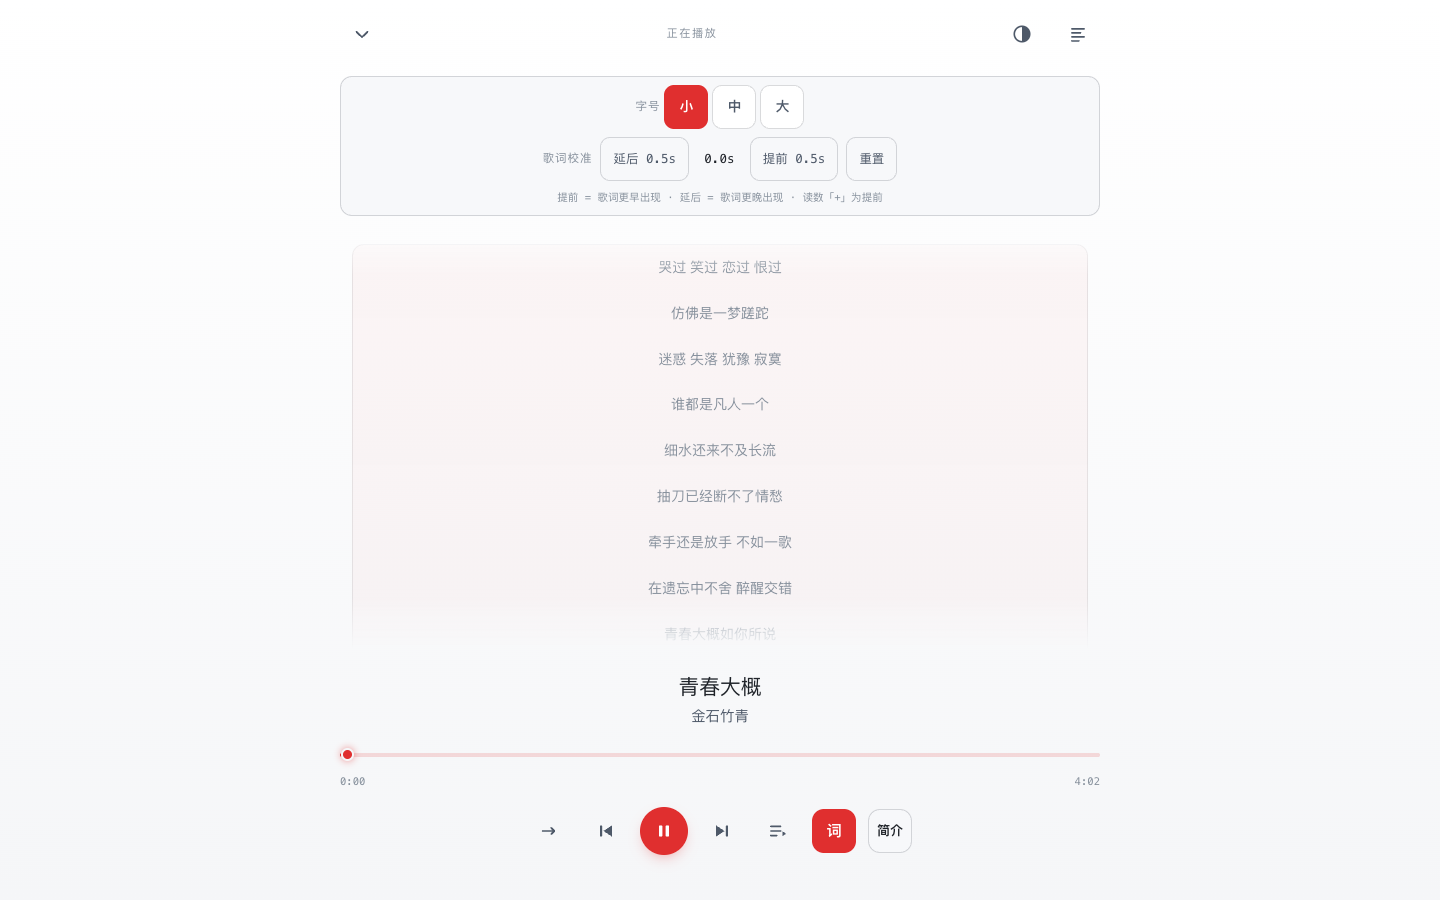 正在播放
字号 小 中 大
歌词校准 延后 0.5s 0.0s 提前 0.5s 重置
提前 = 歌词更早出现 · 延后 = 歌词更晚出现 · 读数「+」为提前
哭过 笑过 恋过 恨过
仿佛是一梦蹉跎
迷惑 失落 犹豫 寂寞
谁都是凡人一个
细水还来不及长流
抽刀已经断不了情愁
牵手还是放手 不如一歌
在遗忘中不舍 醉醒交错
青春大概如你所说
青春大概
金石竹青
0:00 4:02
词 简介